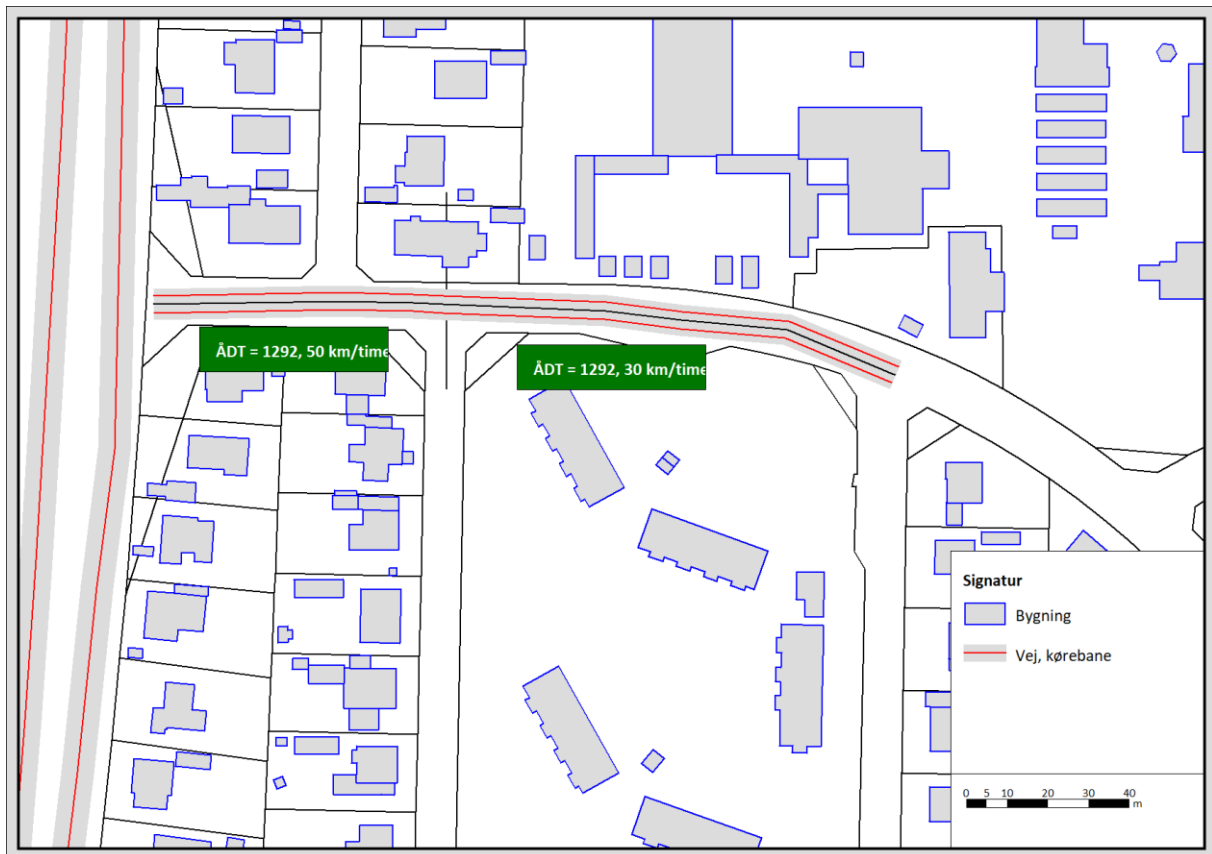 ÅDT = 1292, 50 km/time
ÅDT = 1292, 30 km/time
Signatur
Bygning
Vej, kørebane
0 5 10 20 30 40
m